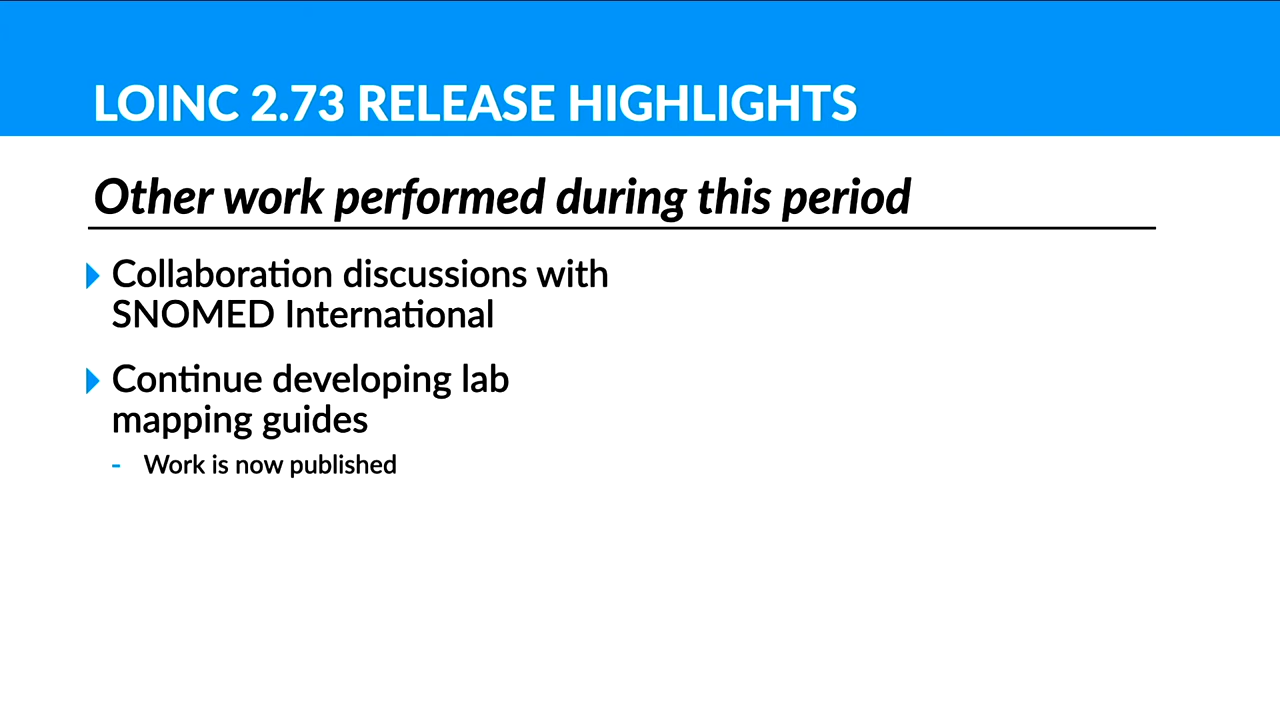 LOINC 2.73 RELEASE HIGHLIGHTS
Other work performed during this period
Collaboration discussions with
SNOMED International
Continue developing lab
mapping guides
- Work is now published